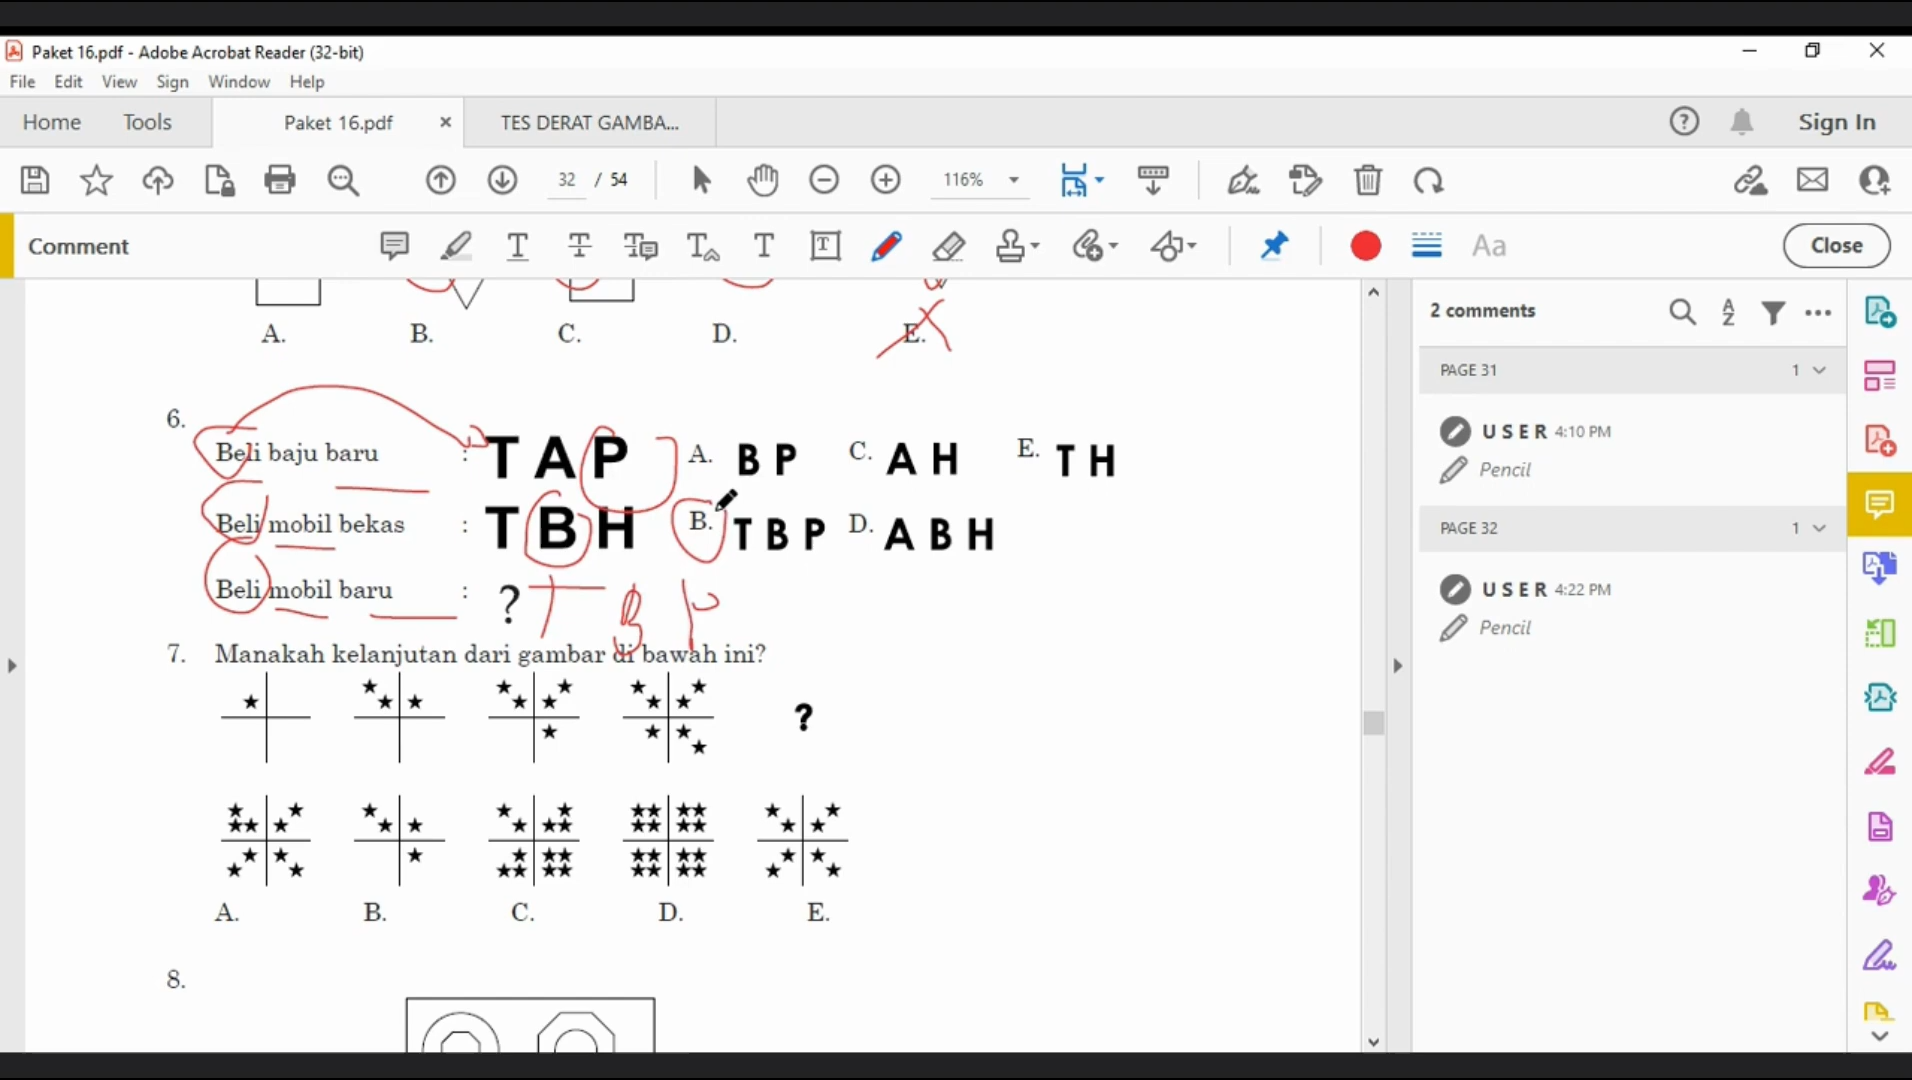 Paket 16.pdf - Adobe Acrobat Reader (32-bit)
File Edit View Sign Window Help
Home Tools Paket 16.pdf × TES DERAT GAMBA... Sign In
32 / 54 116%
Comment Aa Close
2 comments
A. B. C. D. E.
PAGE 31 1
USER 4:10 PM
Pencil
PAGE 32 1
USER 4:22 PM
Pencil
6.
Beli baju baru : T A P A. B P C. A H E. T H
Beli mobil bekas : T B H B. T B P D. A B H
Beli mobil baru : ? T B P
7. Manakah kelanjutan dari gambar di bawah ini?
?
A. B. C. D. E.
8.